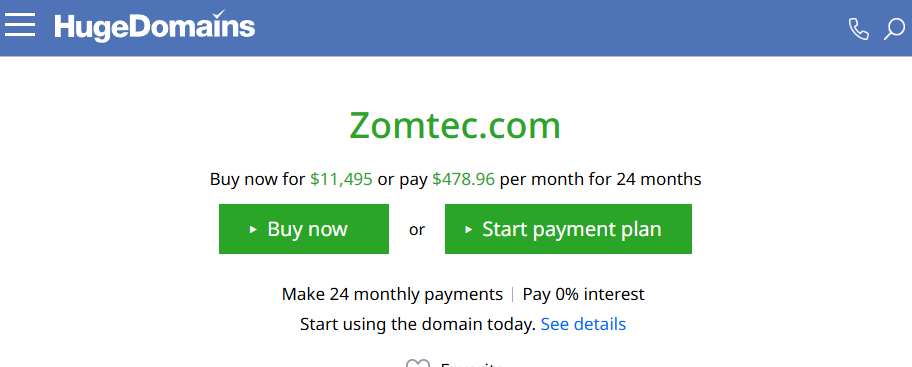 HugeDomains
Zomtec.com
Buy now for $11,495 or pay $478.96 per month for 24 months
Buy now or Start payment plan
Make 24 monthly payments | Pay 0% interest
Start using the domain today. See details
Favorite